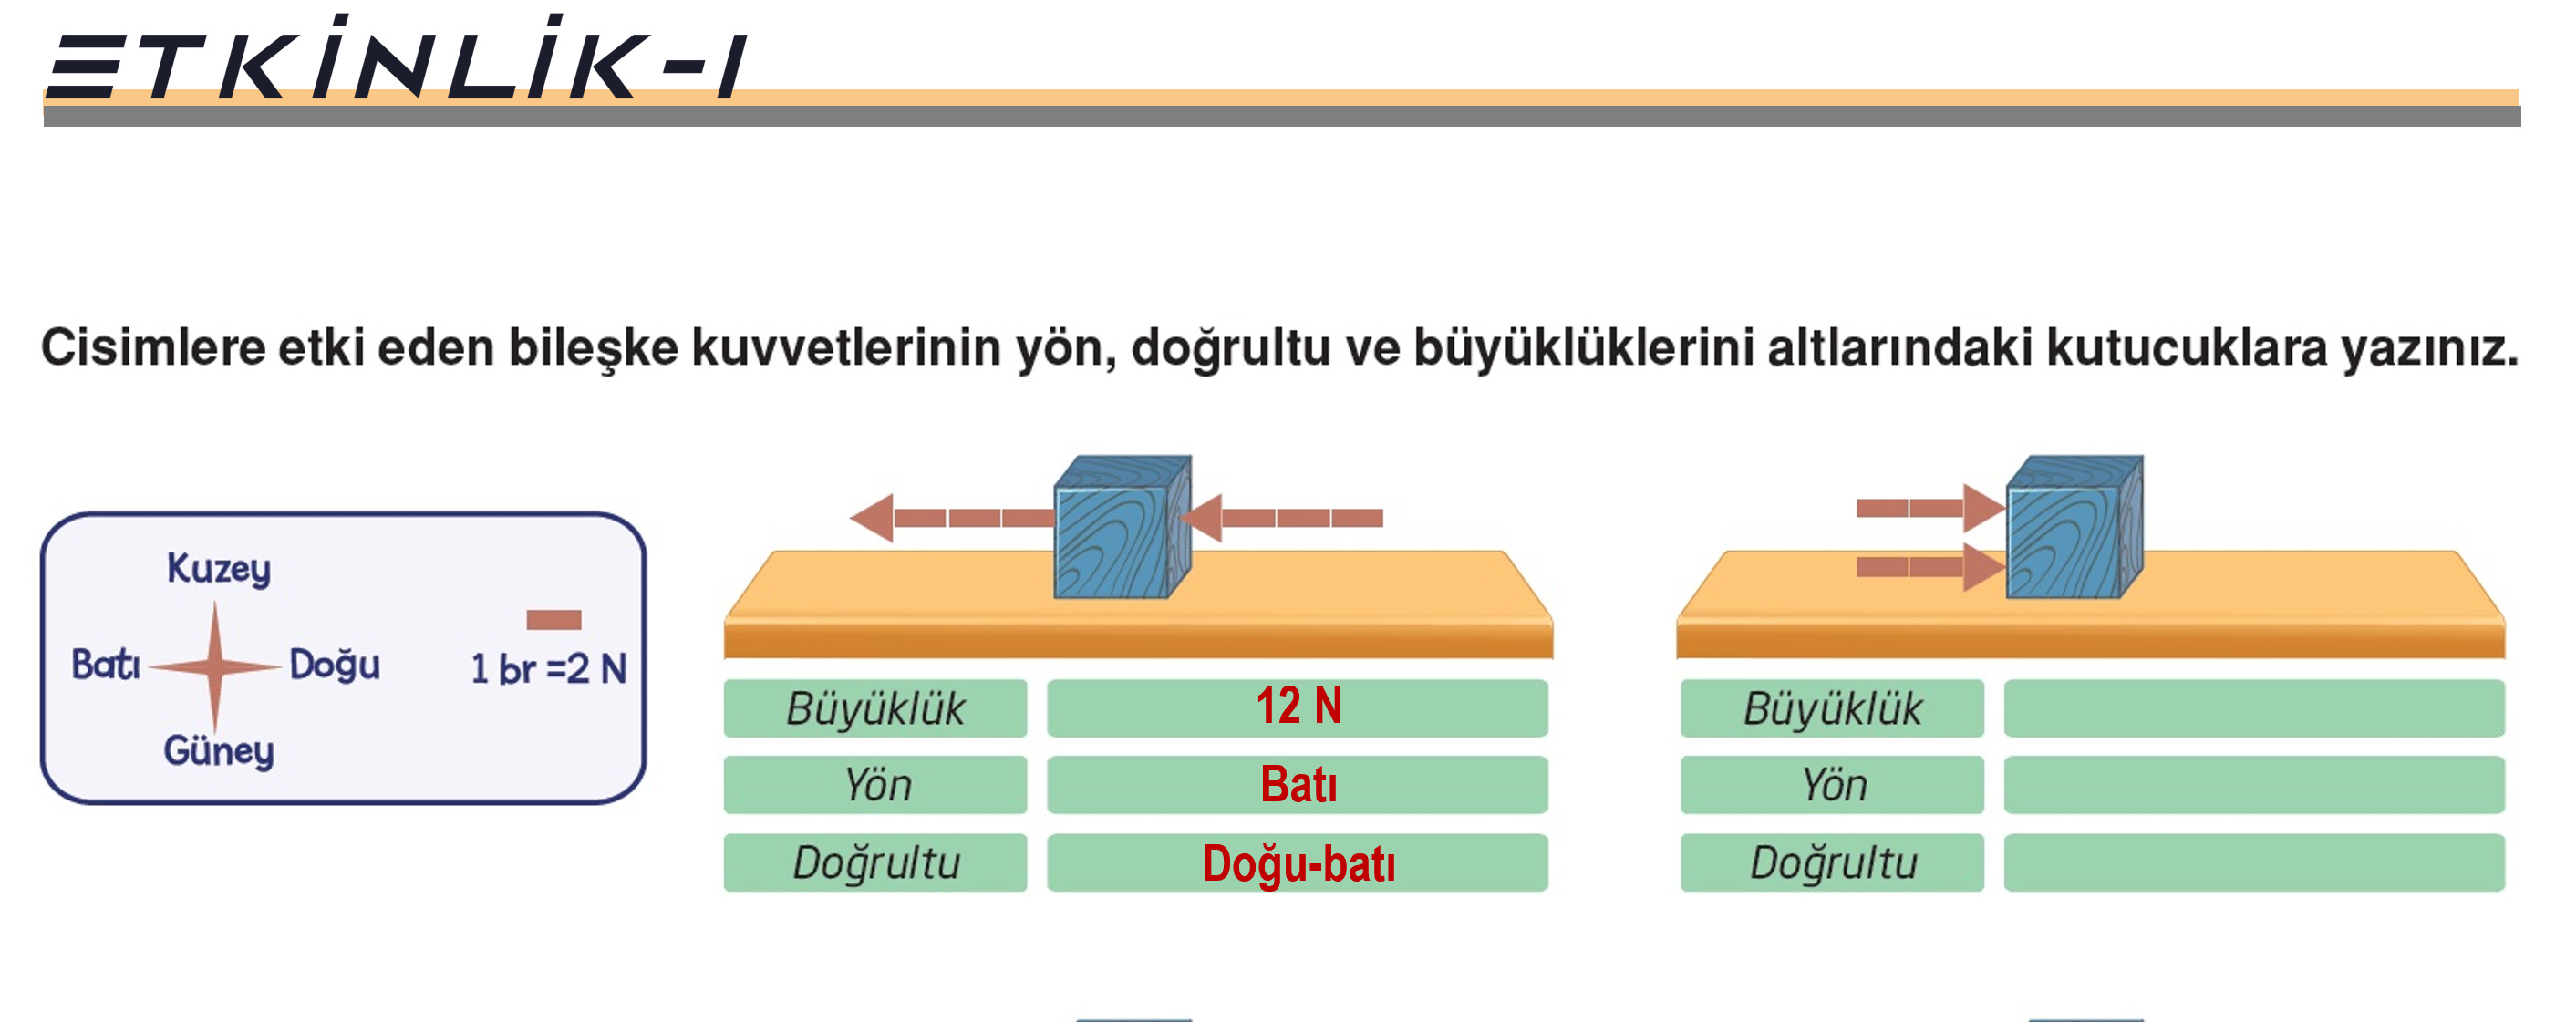 ETKİNLİK-I
Cisimlere etki eden bileşke kuvvetlerinin yön, doğrultu ve büyüklüklerini altlarındaki kutucuklara yazınız.
Kuzey
Batı Doğu
Güney
1 br =2 N
Büyüklük 12 N
Yön Batı
Doğrultu Doğu-batı
Büyüklük
Yön
Doğrultu